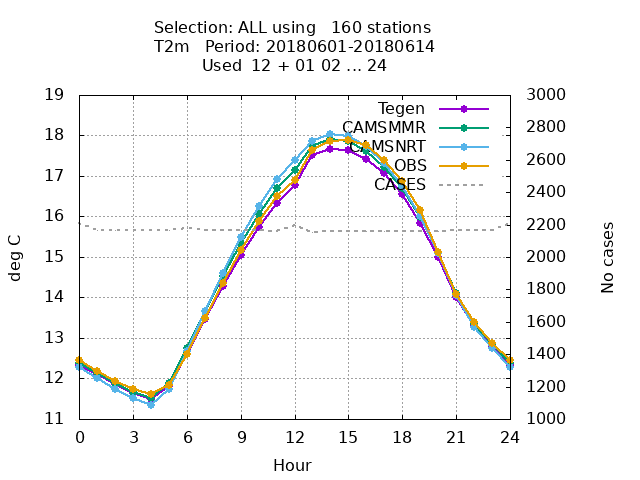 Selection: ALL using   160 stations
T2m   Period: 20180601-20180614
Used  12 + 01 02 ... 24
19
18
17
16
15
14
13
12
11
deg C
Tegen
CAMSMMR
CAMSNRT
OBS
CASES
3000
2800
2600
2400
2200
2000
1800
1600
1400
1200
1000
No cases
0 3 6 9 12 15 18 21 24
Hour